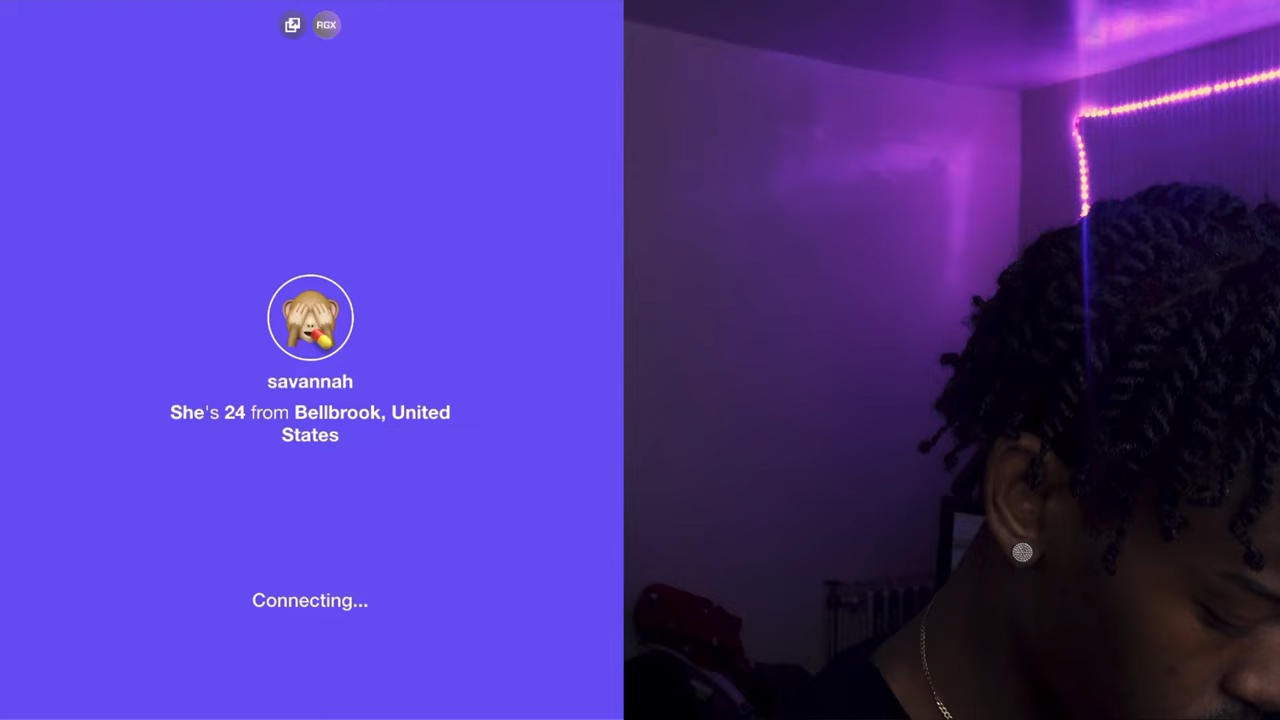 RGX
savannah
She's 24 from Bellbrook, United
States
Connecting...